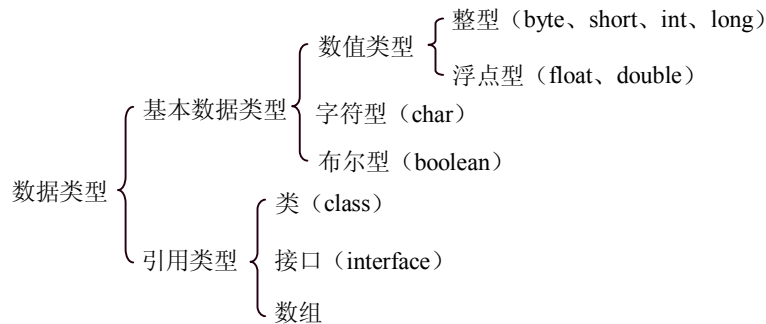 整型（byte、short、int、long）
数值类型
浮点型（float、double）
基本数据类型
字符型（char）
布尔型（boolean）
数据类型
类（class）
引用类型
接口（interface）
数组